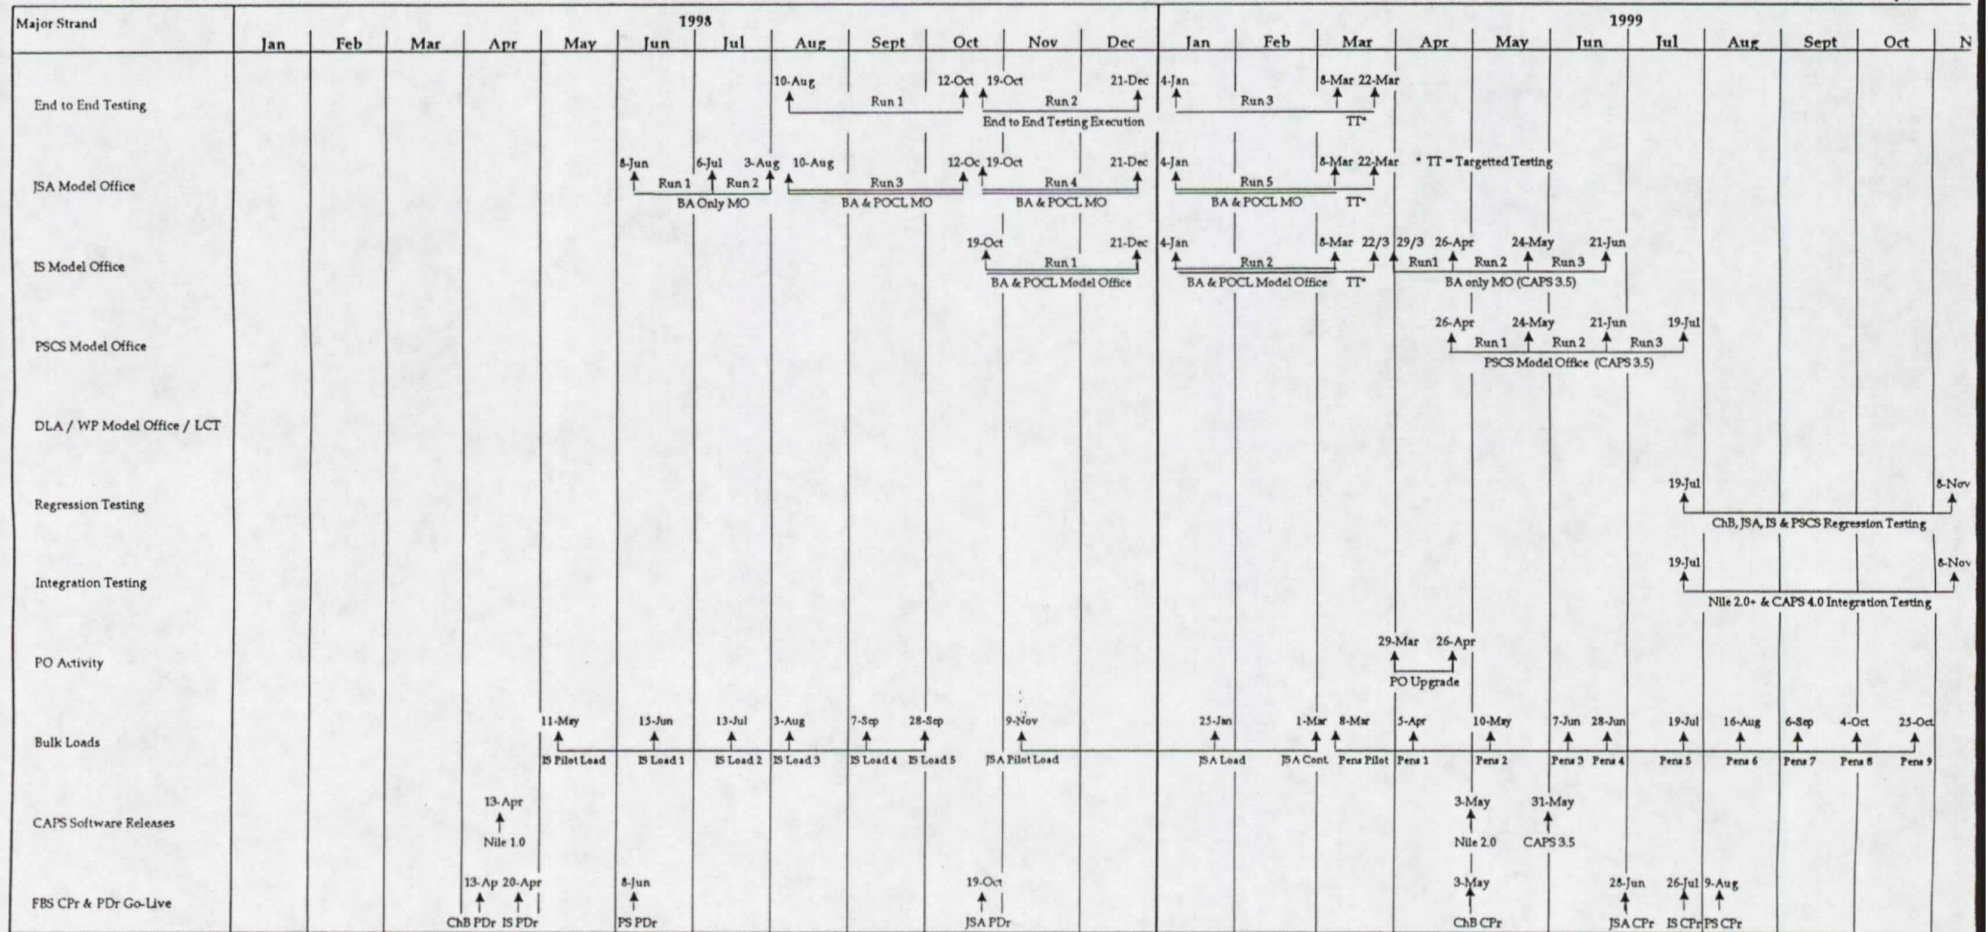 Major Strand
1998
1999
Jan Feb Mar Apr May Jun Jul Aug Sept Oct Nov Dec Jan Feb Mar Apr May Jun Jul Aug Sept Oct N
10-Aug 12-Oct 19-Oct 21-Dec 4-Jan 8-Mar 22-Mar
End to End Testing
Run 1 Run 2 Run 3
End to End Testing Execution TT*
8-Jun 6-Jul 3-Aug 10-Aug 12-Oc 19-Oct 21-Dec 4-Jan 8-Mar 22-Mar * TT = Targetted Testing
JSA Model Office
Run 1 Run 2 Run 3 Run 4 Run 5
BA Only MO BA & POCL MO BA & POCL MO BA & POCL MO TT*
19-Oct 21-Dec 4-Jan 8-Mar 22/3 29/3 26-Apr 24-May 21-Jun
IS Model Office
Run 1 Run 2 Run1 Run 2 Run 3
BA & POCL Model Office BA & POCL Model Office TT* BA only MO (CAPS 3.5)
26-Apr 24-May 21-Jun 19-Jul
PSCS Model Office
Run 1 Run 2 Run 3
PSCS Model Office (CAPS 3.5)
DLA / WP Model Office / LCT
19-Jul 8-Nov
Regression Testing
ChB, JSA, IS & PSCS Regression Testing
19-Jul 8-Nov
Integration Testing
Nile 2.0+ & CAPS 4.0 Integration Testing
29-Mar 26-Apr
PO Activity
PO Upgrade
11-May 15-Jun 13-Jul 3-Aug 7-Sep 28-Sep 9-Nov 25-Jan 1-Mar 8-Mar 5-Apr 10-May 7-Jun 28-Jun 19-Jul 16-Aug 6-Sep 4-Oct 25-Oct
Bulk Loads
IS Pilot Load IS Load 1 IS Load 2 IS Load 3 IS Load 4 IS Load 5 JSA Pilot Load JSA Load JSA Cont. Pens Pilot Pens 1 Pens 2 Pens 3 Pens 4 Pens 5 Pens 6 Pens 7 Pens 8 Pens 9
13-Apr 3-May 31-May
CAPS Software Releases
Nile 1.0 Nile 2.0 CAPS 3.5
13-Ap 20-Apr 8-Jun 19-Oct 3-May 28-Jun 26-Jul 9-Aug
FBS CPr & PDr Go-Live
ChB PDr IS PDr PS PDr JSA PDr ChB CPr JSA CPr IS CPr PS CPr